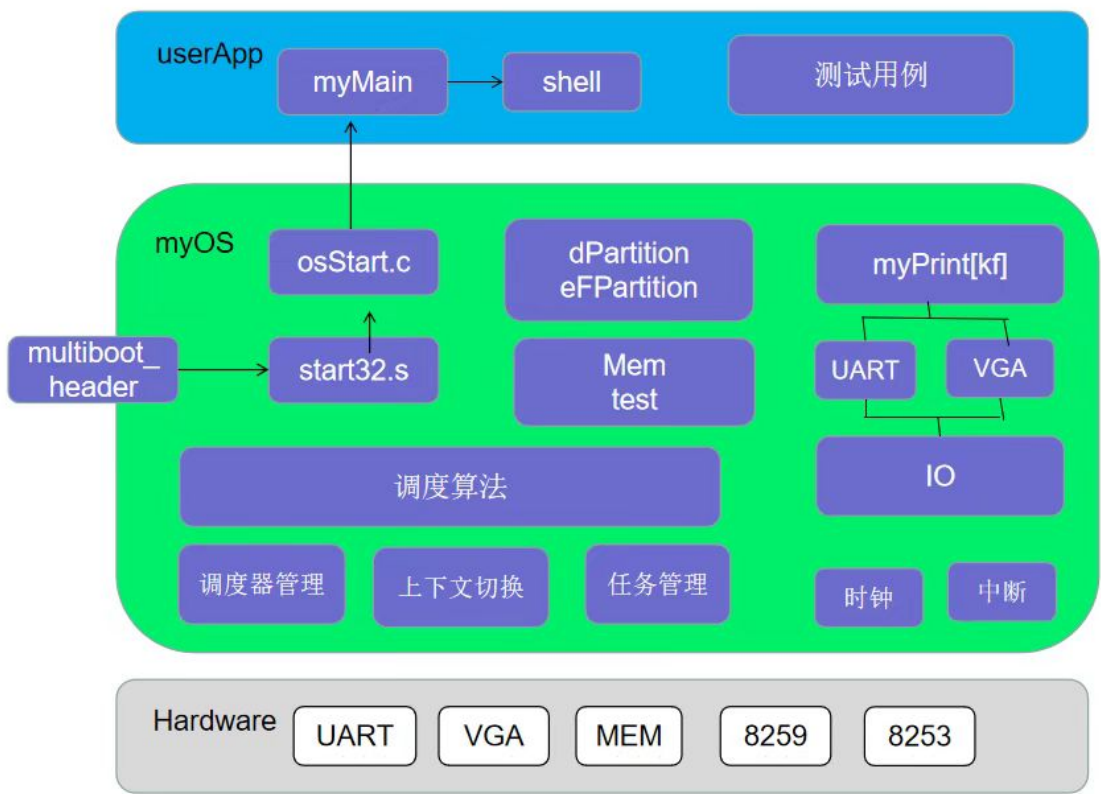 userApp
myMain
shell
测试用例
myOS
osStart.c
dPartition
eFPartition
myPrint[kf]
multiboot_
header
start32.s
Mem
test
UART
VGA
IO
调度算法
调度器管理
上下文切换
任务管理
时钟
中断
Hardware
UART
VGA
MEM
8259
8253